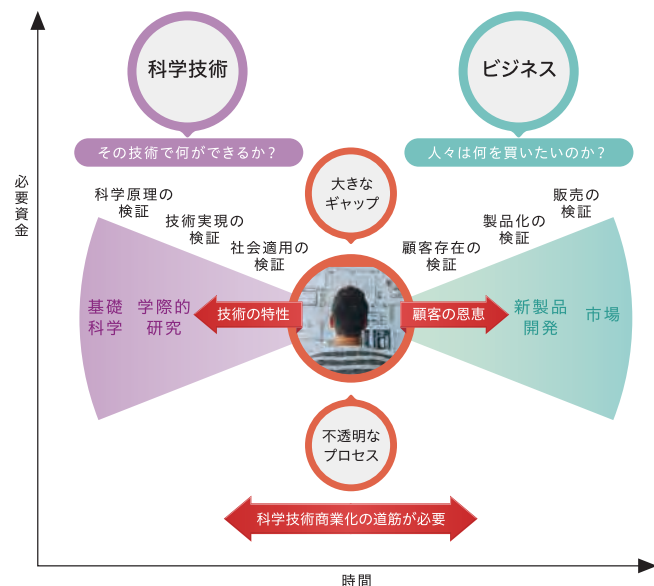 科学技術
ビジネス
その技術で何ができるか？
人々は何を買いたいのか？
大きな
ギャップ
必要資金
科学原理の
検証
技術実現の
検証
社会適用の
検証
顧客存在の
検証
製品化の
検証
販売の
検証
基礎
科学
学際的
研究
技術の特性
顧客の恩恵
新製品
開発
市場
不透明な
プロセス
科学技術商業化の道筋が必要
時間